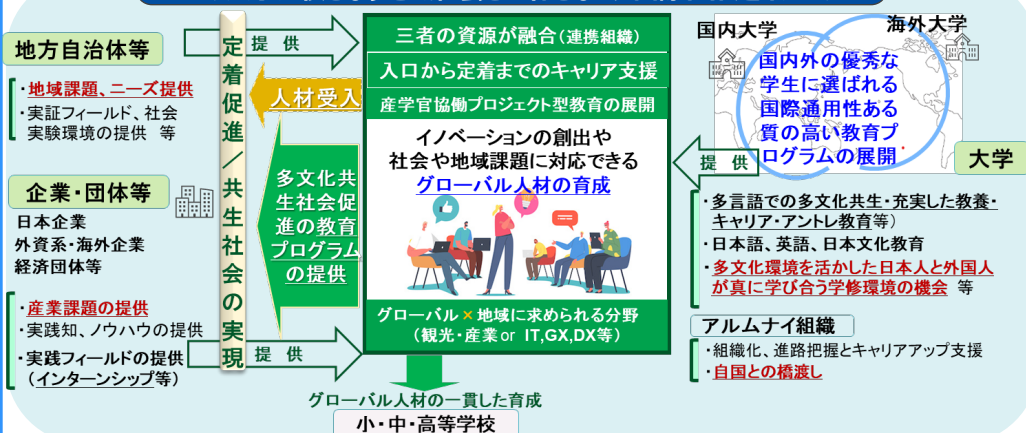 地方自治体等
・地域課題、ニーズ提供
・実証フィールド、社会
実験環境の提供 等
企業・団体等
日本企業
外資系・海外企業
経済団体等
・産業課題の提供
・実践知、ノウハウの提供
・実践フィールドの提供
（インターンシップ等）
定着促進／共生社会の実現
提 供
人材受入
多文化共
生社会促
進の教育
プログラム
の提供
提 供
三者の資源が融合（連携組織）
入口から定着までのキャリア支援
産学官協働プロジェクト型教育の展開
イノベーションの創出や
社会や地域課題に対応できる
グローバル人材の育成
グローバル×地域に求められる分野
（観光・産業or IT,GX,DX等）
グローバル人材の一貫した育成
小・中・高等学校
国内大学
海外大学
国内外の優秀な
学生に選ばれる
国際通用性ある
質の高い教育プ
ログラムの展開
提 供
大学
・多言語での多文化共生・充実した教養・
キャリア・アントレ教育等）
・日本語、英語、日本文化教育
・多文化環境を活かした日本人と外国人
が真に学び合う学修環境の機会 等
アルムナイ組織
・組織化、進路把握とキャリアアップ支援
・自国との橋渡し